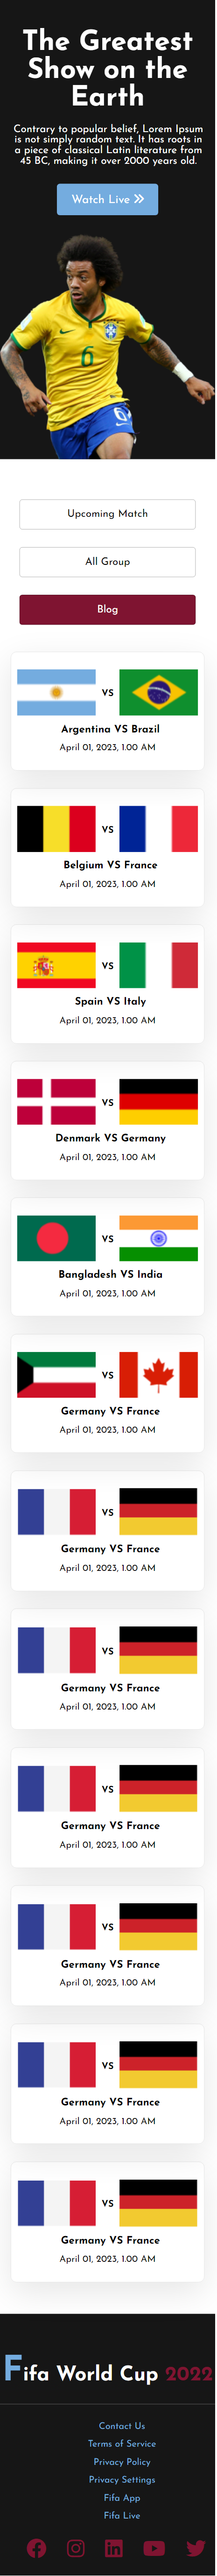 The Greatest
Show on the
Earth
Contrary to popular belief, Lorem Ipsum
is not simply random text. It has roots in
a piece of classical Latin literature from
45 BC, making it over 2000 years old.
Watch Live
6
Upcoming Match
All Group
Blog
VS
Argentina VS Brazil
April 01, 2023, 1.00 AM
VS
Belgium VS France
April 01, 2023, 1.00 AM
VS
Spain VS Italy
April 01, 2023, 1.00 AM
VS
Denmark VS Germany
April 01, 2023, 1.00 AM
VS
Bangladesh VS India
April 01, 2023, 1.00 AM
VS
Germany VS France
April 01, 2023, 1.00 AM
VS
Germany VS France
April 01, 2023, 1.00 AM
VS
Germany VS France
April 01, 2023, 1.00 AM
VS
Germany VS France
April 01, 2023, 1.00 AM
VS
Germany VS France
April 01, 2023, 1.00 AM
VS
Germany VS France
April 01, 2023, 1.00 AM
VS
Germany VS France
April 01, 2023, 1.00 AM
Fifa World Cup 2022
Contact Us
Terms of Service
Privacy Policy
Privacy Settings
Fifa App
Fifa Live